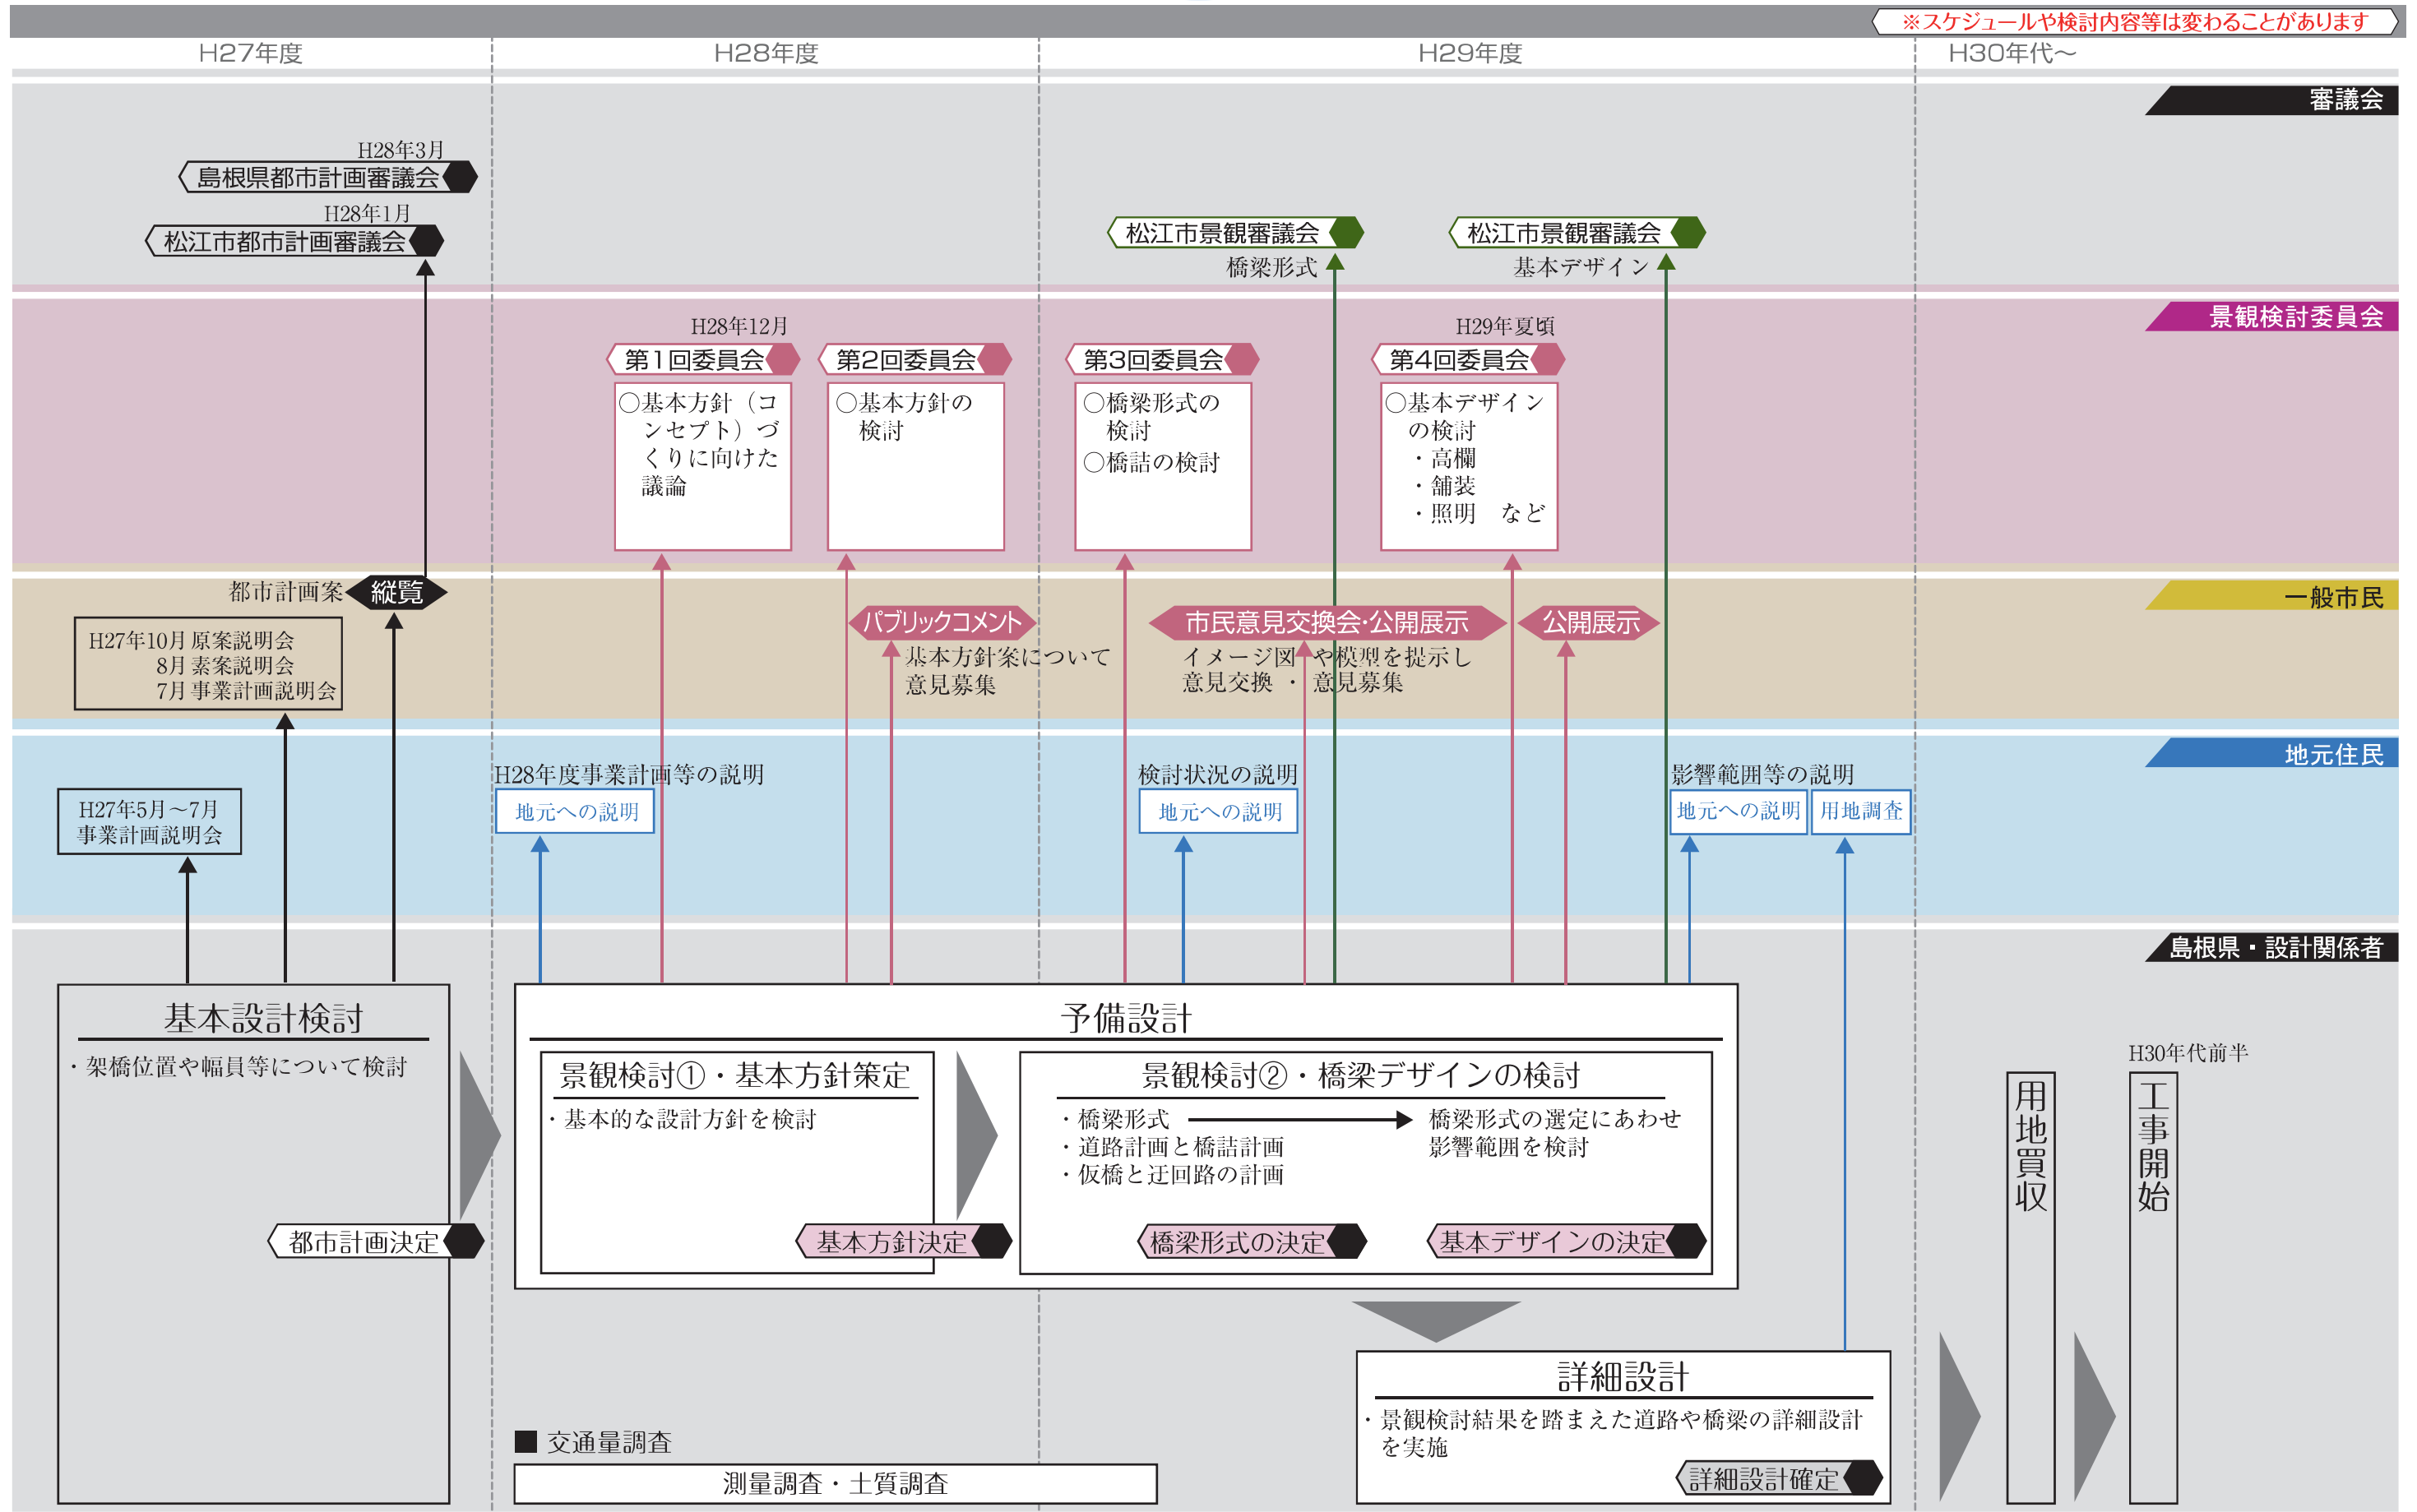 ※スケジュールや検討内容等は変わることがあります
H27年度
H28年度
H29年度
H30年代～
審議会
H28年3月
島根県都市計画審議会
H28年1月
松江市都市計画審議会
松江市景観審議会
橋梁形式
松江市景観審議会
基本デザイン
景観検討委員会
H28年12月
第1回委員会
○基本方針（コ
ンセプト）づ
くりに向けた
議論
第2回委員会
○基本方針の
検討
第3回委員会
○橋梁形式の
検討
○橋詰の検討
H29年夏頃
第4回委員会
○基本デザイン
の検討
・高欄
・舗装
・照明　など
一般市民
都市計画案
縦覧
H27年10月 原案説明会
8月 素案説明会
7月 事業計画説明会
パブリックコメント
基本方針案について
意見募集
市民意見交換会・公開展示
イメージ図 や模型を提示し
意見交換 ・ 意見募集
公開展示
地元住民
H27年5月～7月
事業計画説明会
H28年度事業計画等の説明
地元への説明
検討状況の説明
地元への説明
影響範囲等の説明
地元への説明
用地調査
島根県・設計関係者
基本設計検討
・架橋位置や幅員等について検討
都市計画決定
予備設計
景観検討①・基本方針策定
・基本的な設計方針を検討
基本方針決定
景観検討②・橋梁デザインの検討
・橋梁形式
・道路計画と橋詰計画
・仮橋と迂回路の計画
橋梁形式の選定にあわせ
影響範囲を検討
橋梁形式の決定
基本デザインの決定
詳細設計
・景観検討結果を踏まえた道路や橋梁の詳細設計
を実施
詳細設計確定
■ 交通量調査
測量調査・土質調査
用地買収
H30年代前半
工事開始